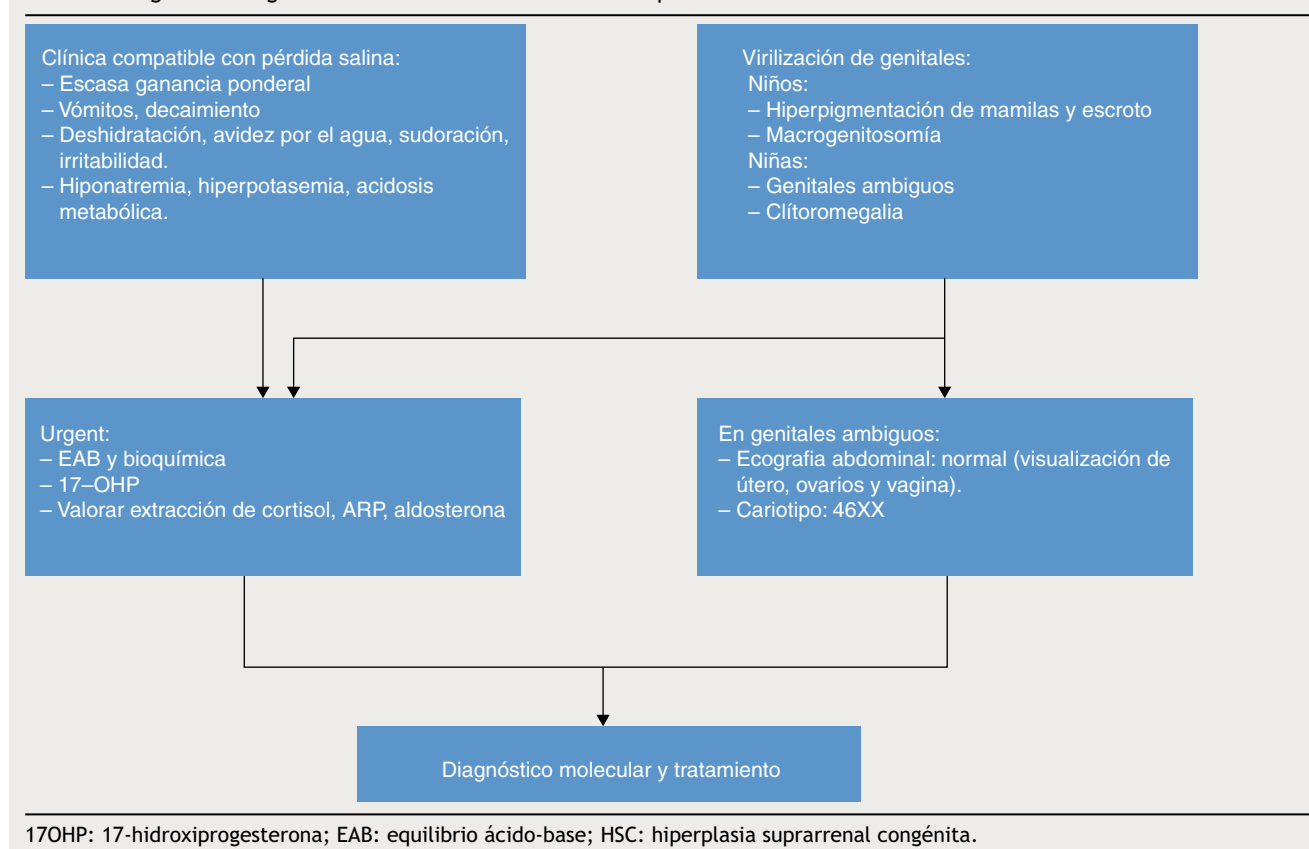 Clínica compatible con pérdida salina:
– Escasa ganancia ponderal
– Vómitos, decaimiento
– Deshidratación, avidez por el agua, sudoración,
irritabilidad.
– Hiponatremia, hiperpotasemia, acidosis
metabólica.
Virilización de genitales:
Niños:
– Hiperpigmentación de mamilas y escroto
– Macrogenitosomía
Niñas:
– Genitales ambiguos
– Clítoromegalia
Urgent:
– EAB y bioquímica
– 17–OHP
– Valorar extracción de cortisol, ARP, aldosterona
En genitales ambiguos:
– Ecografia abdominal: normal (visualización de
útero, ovarios y vagina).
– Cariotipo: 46XX
Diagnóstico molecular y tratamiento
17OHP: 17-hidroxiprogesterona; EAB: equilibrio ácido-base; HSC: hiperplasia suprarrenal congénita.